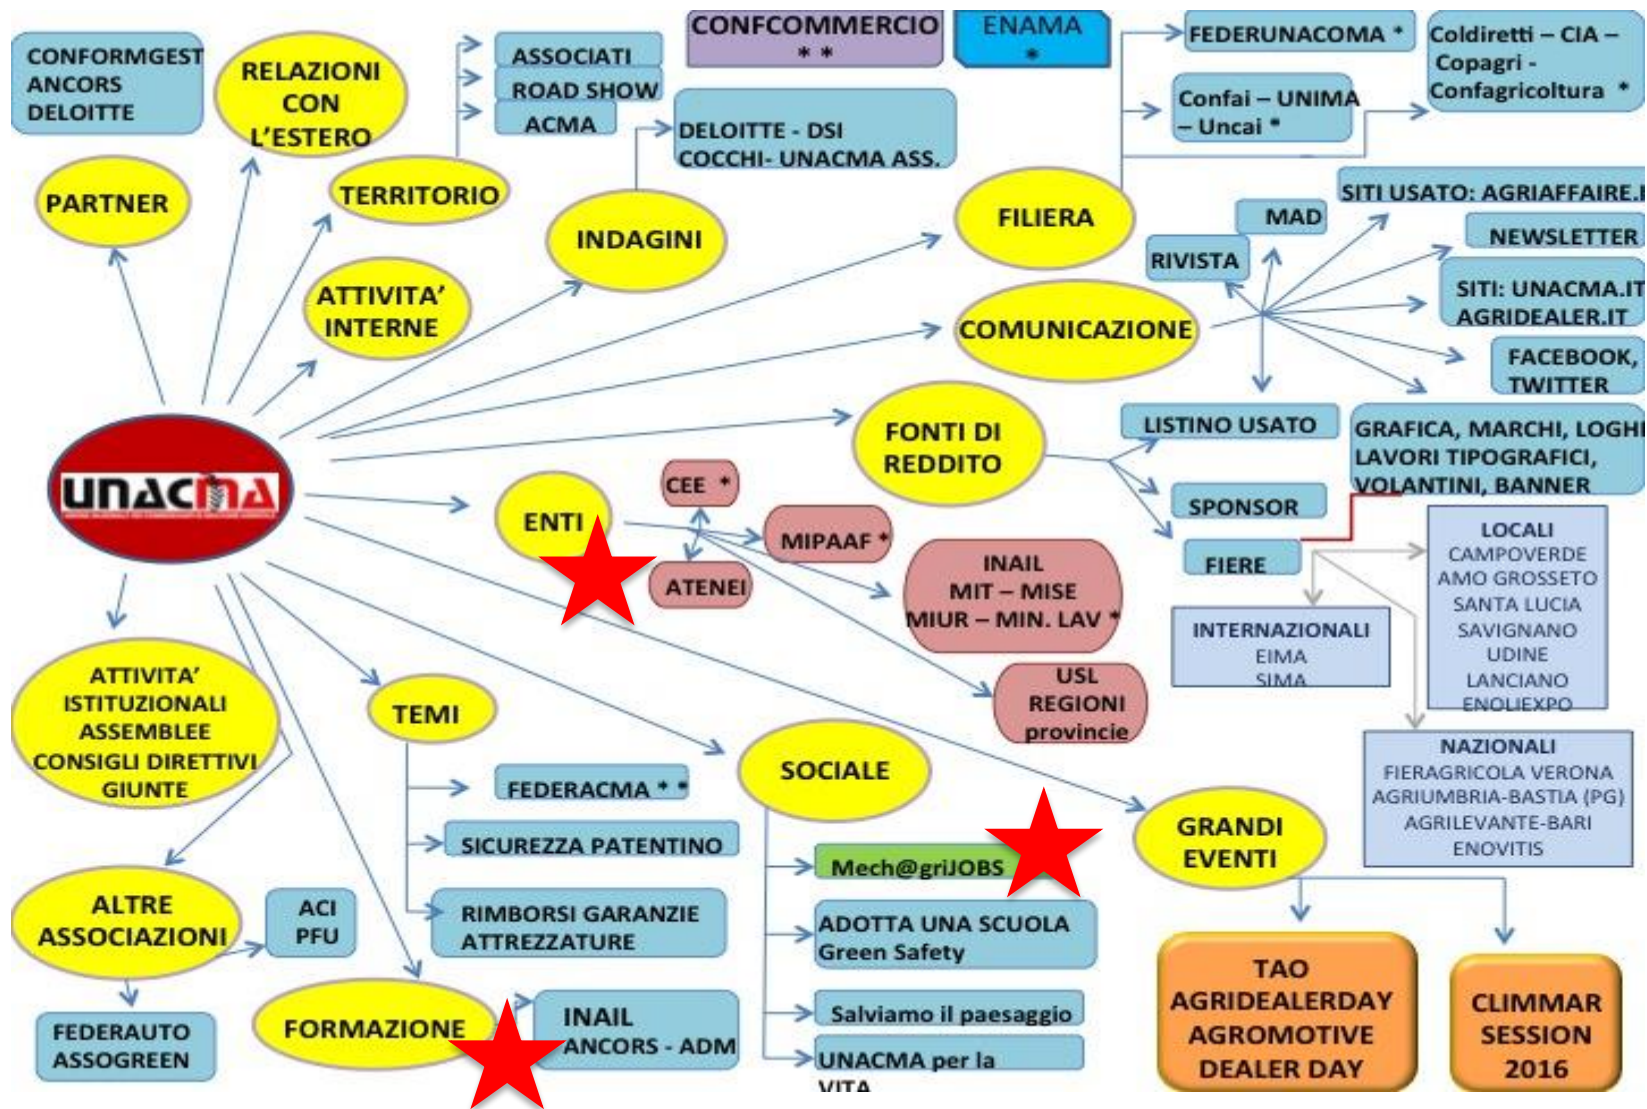 CONFORMGEST
ANCORS
DELOITTE
RELAZIONI
CON
L'ESTERO
ASSOCIATI
ROAD SHOW
ACMA
CONFCOMMERCIO
* *
ENAMA
*
FEDERUNACOMA *
Coldiretti – CIA –
Copagri -
Confagricoltura *
Confai – UNIMA
– Uncai *
DELOITTE - DSI
COCCHI- UNACMA ASS.
PARTNER
TERRITORIO
INDAGINI
FILIERA
SITI USATO: AGRIAFFAIRE.
MAD
NEWSLETTER
RIVISTA
SITI: UNACMA.IT
AGRIDEALER.IT
ATTIVITA'
INTERNE
COMUNICAZIONE
FACEBOOK,
TWITTER
LISTINO USATO
GRAFICA, MARCHI, LOGHI
LAVORI TIPOGRAFICI,
VOLANTINI, BANNER
FONTI DI
REDDITO
SPONSOR
FIERE
UNACMA
ENTI
CEE *
MIPAAF *
ATENEI
INAIL
MIT – MISE
MIUR – MIN. LAV *
USL
REGIONI
provincie
INTERNAZIONALI
EIMA
SIMA
LOCALI
CAMPOVERDE
AMO GROSSETO
SANTA LUCIA
SAVIGNANO
UDINE
LANCIANO
ENOLIEXPO
NAZIONALI
FIERAGRICOLA VERONA
AGRIUMBRIA-BASTIA (PG)
AGRILEVANTE-BARI
ENOVITIS
ATTIVITA'
ISTITUZIONALI
ASSEMBLEE
CONSIGLI DIRETTIVI
GIUNTE
TEMI
FEDERACMA * *
SICUREZZA PATENTINO
RIMBORSI GARANZIE
ATTREZZATURE
SOCIALE
Mech@griJOBS
ADOTTA UNA SCUOLA
Green Safety
Salviamo il paesaggio
UNACMA per la
VITA
GRANDI
EVENTI
TAO
AGRIDEALERDAY
AGROMOTIVE
DEALER DAY
CLIMMAR
SESSION
2016
ALTRE
ASSOCIAZIONI
ACI
PFU
FEDERAUTO
ASSOGREEN
FORMAZIONE
INAIL
ANCORS - ADM